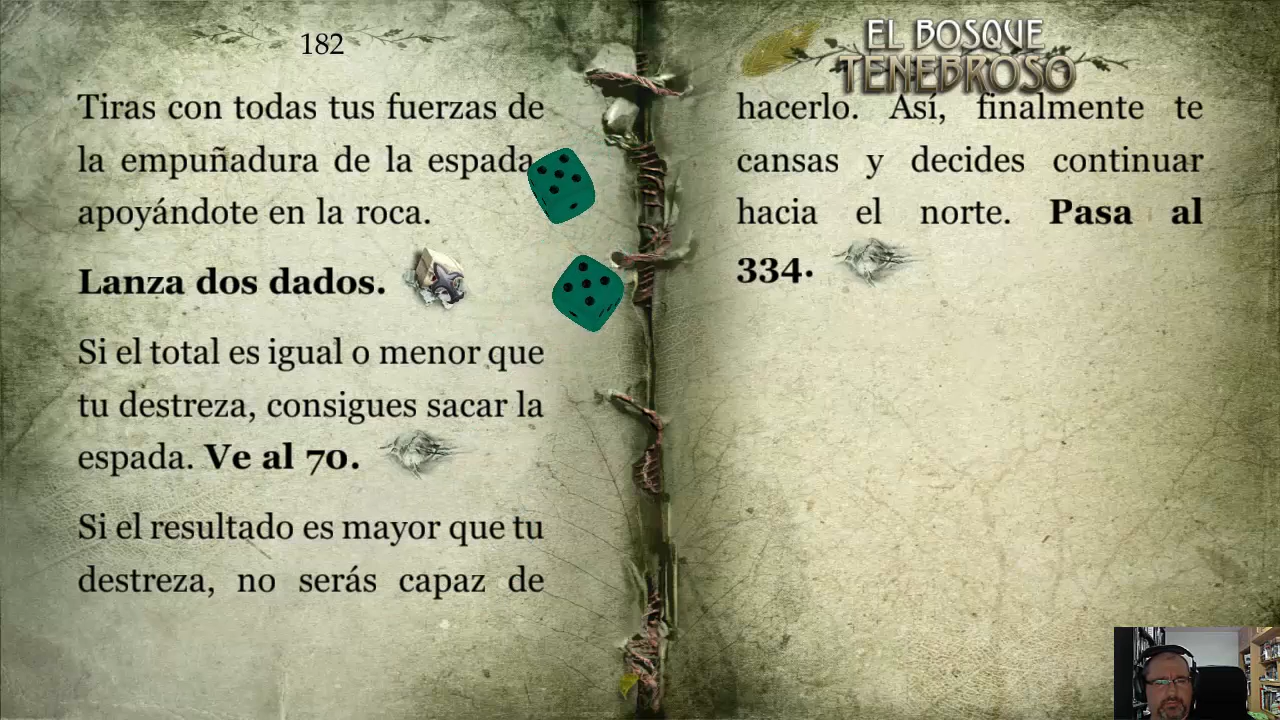 182
Tiras con todas tus fuerzas de
la empuñadura de la espada
apoyándote en la roca.
Lanza dos dados.
Si el total es igual o menor que
tu destreza, consigues sacar la
espada. Ve al 70.
Si el resultado es mayor que tu
destreza, no serás capaz de
EL BOSQUE
TENEBROSO
hacerlo. Así, finalmente te
cansas y decides continuar
hacia el norte. Pasa al
334.